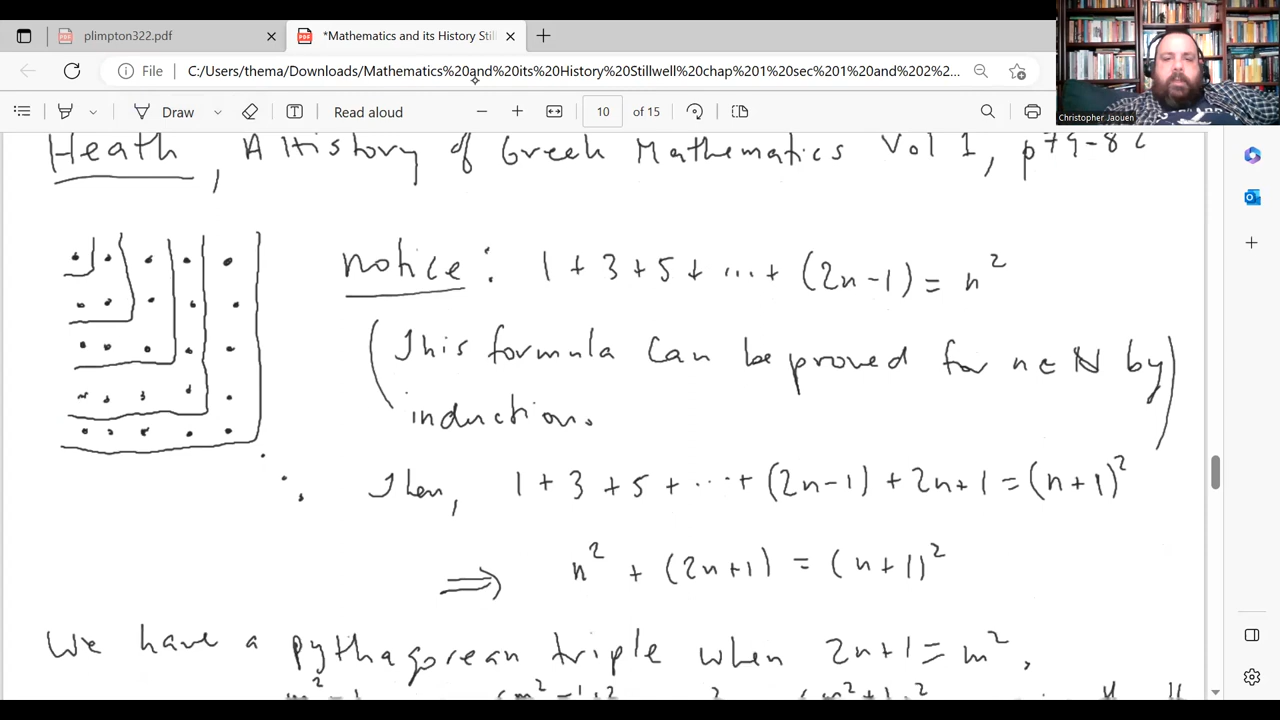 plimpton322.pdf
*Mathematics and its History Stil
File
C:/Users/thema/Downloads/Mathematics%20and%20its%20History%20Stillwell%20chap%201%20sec%201%20and%202%2...
Draw
Read aloud
10 of 15
Christopher Jaouen
Heath, A History of Greek Mathematics Vol 1, p79-82
notice: 1 + 3 + 5 + ... + (2n-1) = n²
(This formula can be proved for n ∈ ℕ by
induction.)
Then, 1 + 3 + 5 + ... + (2n-1) + 2n+1 = (n+1)²
⟹ n² + (2n+1) = (n+1)²
We have a pythagorean triple when 2n+1 = m²,